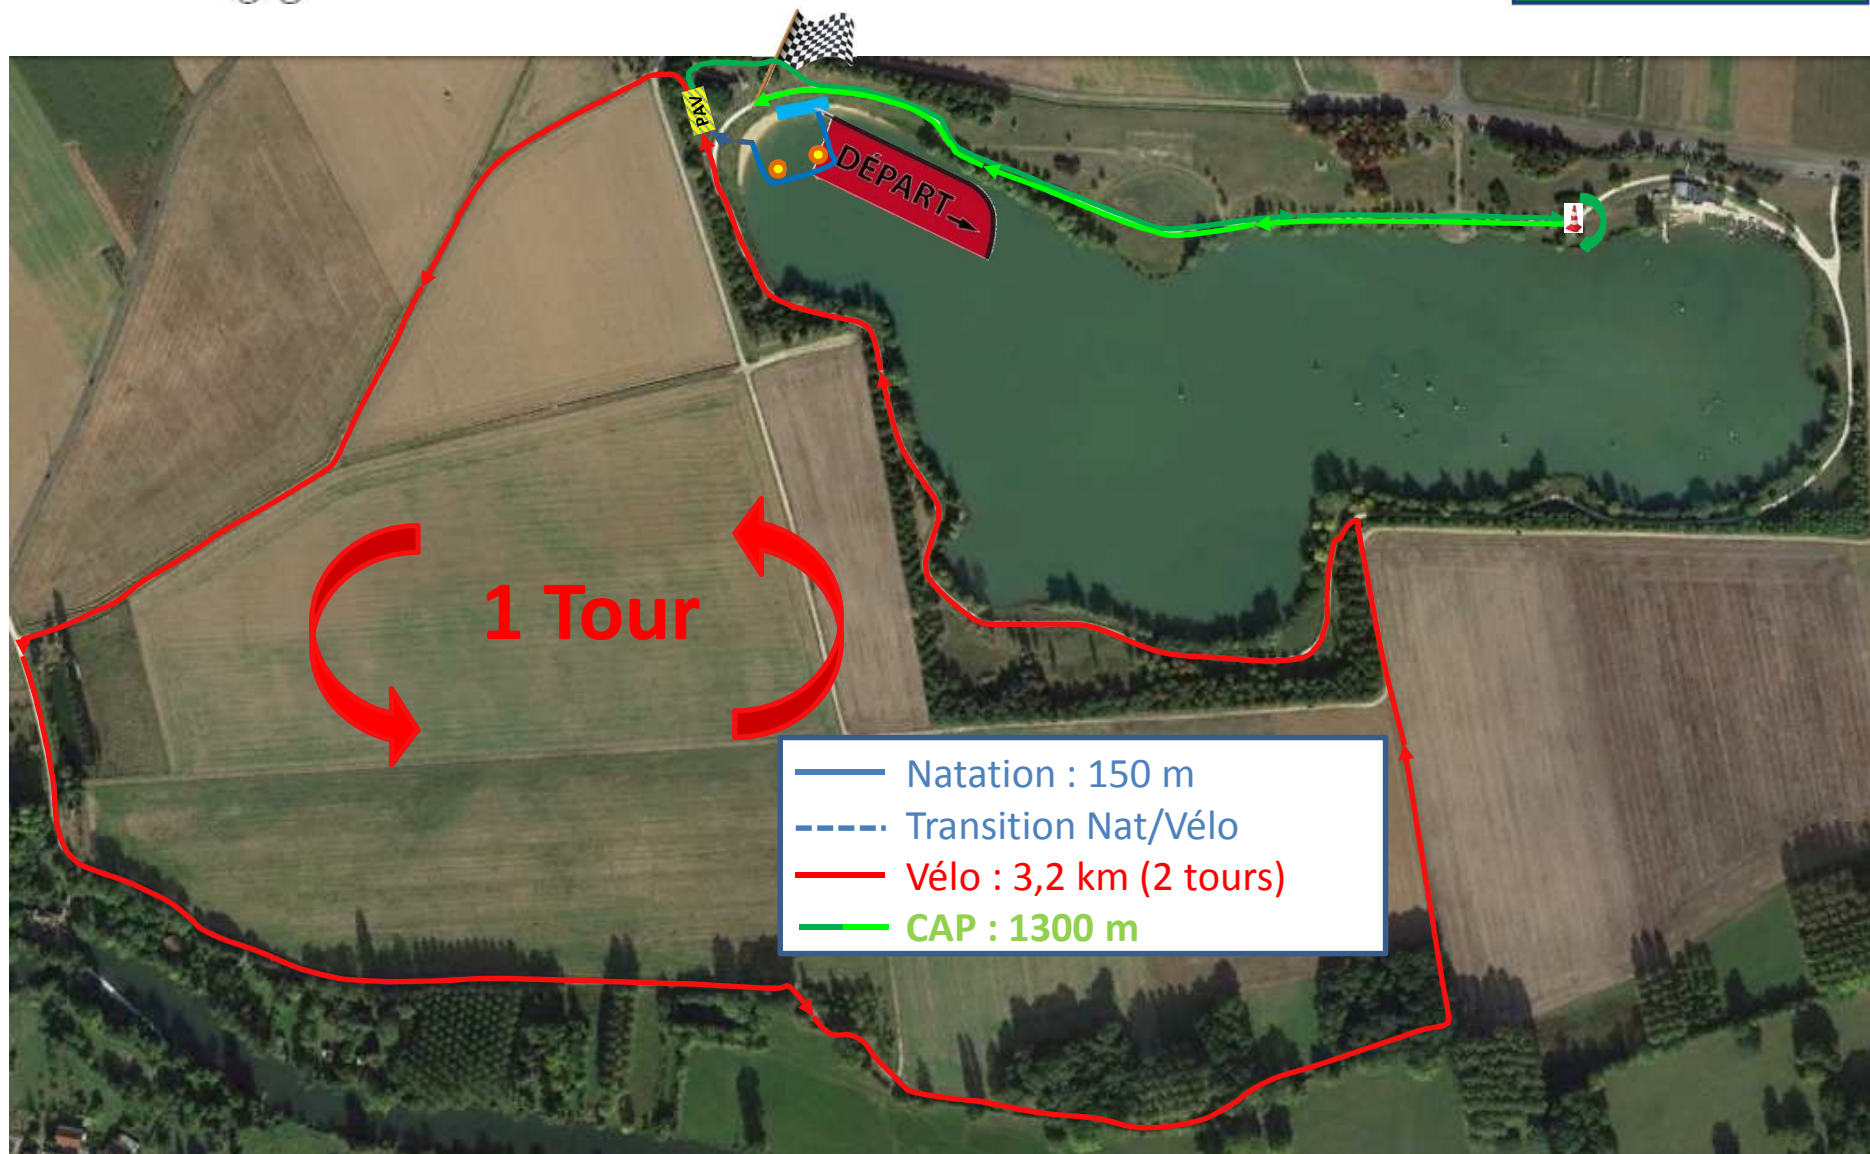 PAV
DÉPART
1 Tour
Natation : 150 m
Transition Nat/Vélo
Vélo : 3,2 km (2 tours)
CAP : 1300 m